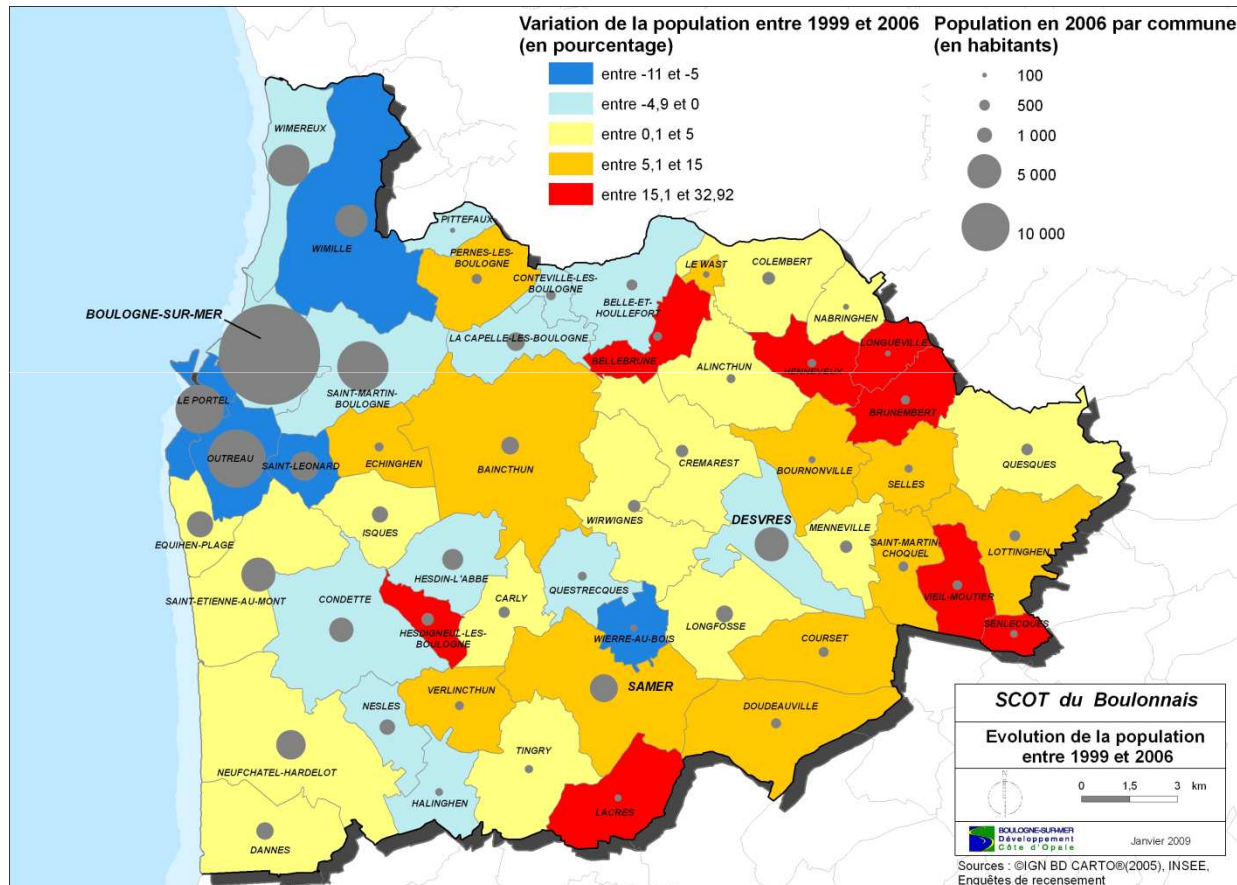 Variation de la population entre 1999 et 2006
(en pourcentage)
entre -11 et -5
entre -4,9 et 0
entre 0,1 et 5
entre 5,1 et 15
entre 15,1 et 32,92
Population en 2006 par commune
(en habitants)
100
500
1 000
5 000
10 000
WIMEREUX
WIMILLE
PITTEFAUX
PERNES-LES-
BOULOGNE
CONTEVILLE-LES-
BOULOGNE
BELLE-ET-
HOULLEFORT
LE WAST
COLEMBERT
NABRINGHEN
BOULOGNE-SUR-MER
LA CAPELLE-LES-BOULOGNE
BELLEBRUNE
HENNEVEUX
LONGUEVILLE
ALINCTHUN
BRUNEMBERT
SAINT-MARTIN-
BOULOGNE
LE PORTEL
OUTREAU
SAINT-LEONARD
ECHINGHEN
BAINCTHUN
CREMAREST
BOURNONVILLE
SELLES
QUESQUES
EQUIHEN-PLAGE
ISQUES
WIRWIGNES
DESVRES
MENNEVILLE
SAINT-MARTIN-
CHOQUEL
LOTTINGHEN
SAINT-ETIENNE-AU-MONT
HESDIN-L'ABBE
CONDETTE
HESDIGNEUL-LES-
BOULOGNE
CARLY
QUESTRECQUES
WIERRE-AU-BOIS
LONGFOSSE
VIEIL-MOUTIER
SENLECQUES
COURSET
SAMER
VERLINCTHUN
NESLES
DOUDEAUVILLE
TINGRY
NEUFCHATEL-HARDELOT
HALINGHEN
LACRES
DANNES
SCOT du Boulonnais
Evolution de la population
entre 1999 et 2006
N
0 1,5 3 km
BOULOGNE-SUR-MER
Développement
Côte d'Opale
Janvier 2009
Sources : ©IGN BD CARTO®(2005), INSEE,
Enquêtes de recensement